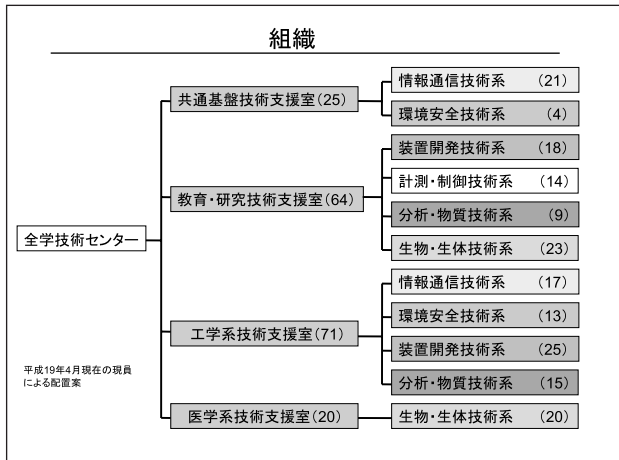 組織
全学技術センター
共通基盤技術支援室(25)
情報通信技術系 (21)
環境安全技術系 (4)
教育・研究技術支援室(64)
装置開発技術系 (18)
計測・制御技術系 (14)
分析・物質技術系 (9)
生物・生体技術系 (23)
工学系技術支援室(71)
情報通信技術系 (17)
環境安全技術系 (13)
装置開発技術系 (25)
分析・物質技術系 (15)
医学系技術支援室(20)
生物・生体技術系 (20)
平成19年4月現在の現員
による配置案